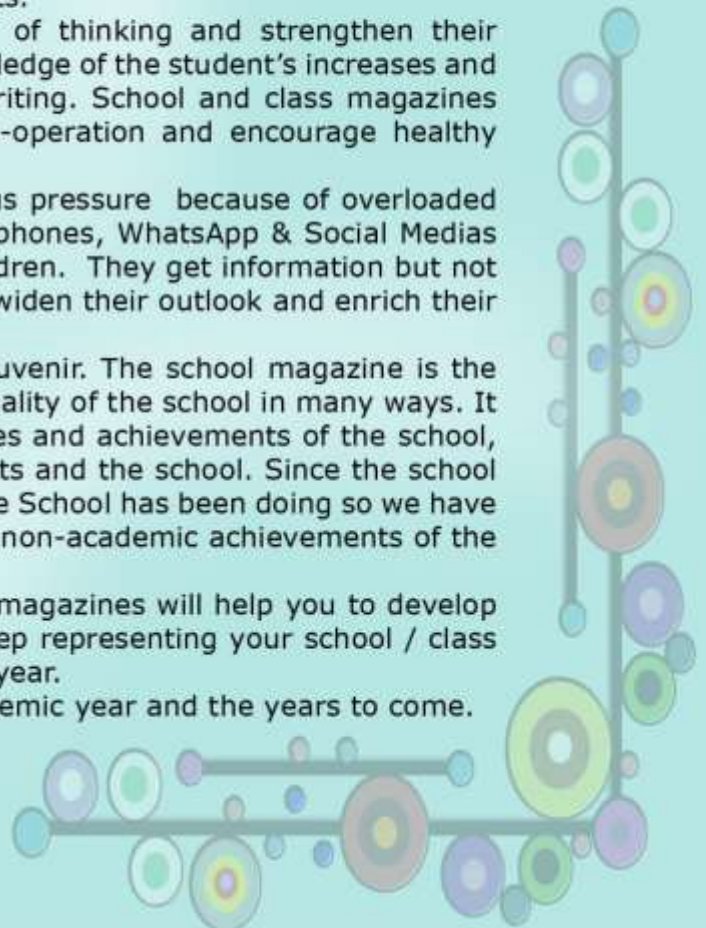 of thinking and strengthen their
ledge of the student's increases and
riting. School and class magazines
-operation and encourage healthy
us pressure because of overloaded
phones, WhatsApp & Social Medias
dren. They get information but not
widen their outlook and enrich their
uvenir. The school magazine is the
ality of the school in many ways. It
es and achievements of the school,
ts and the school. Since the school
e School has been doing so we have
non-academic achievements of the
magazines will help you to develop
ep representing your school / class
year.
emic year and the years to come.